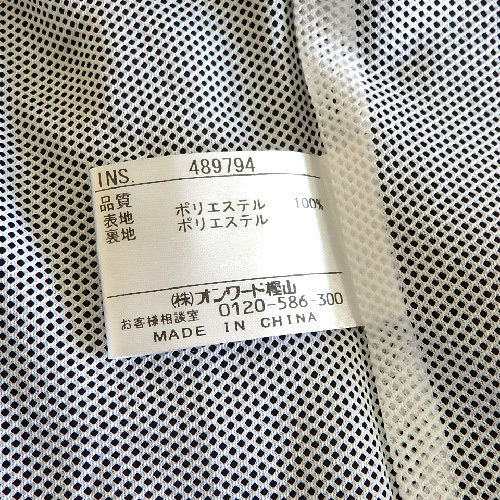 INS. 489794
品質
表地 ポリエステル 100%
裏地 ポリエステル
(株)オンワード樫山
お客様相談室 0120-586-300
MADE IN CHINA